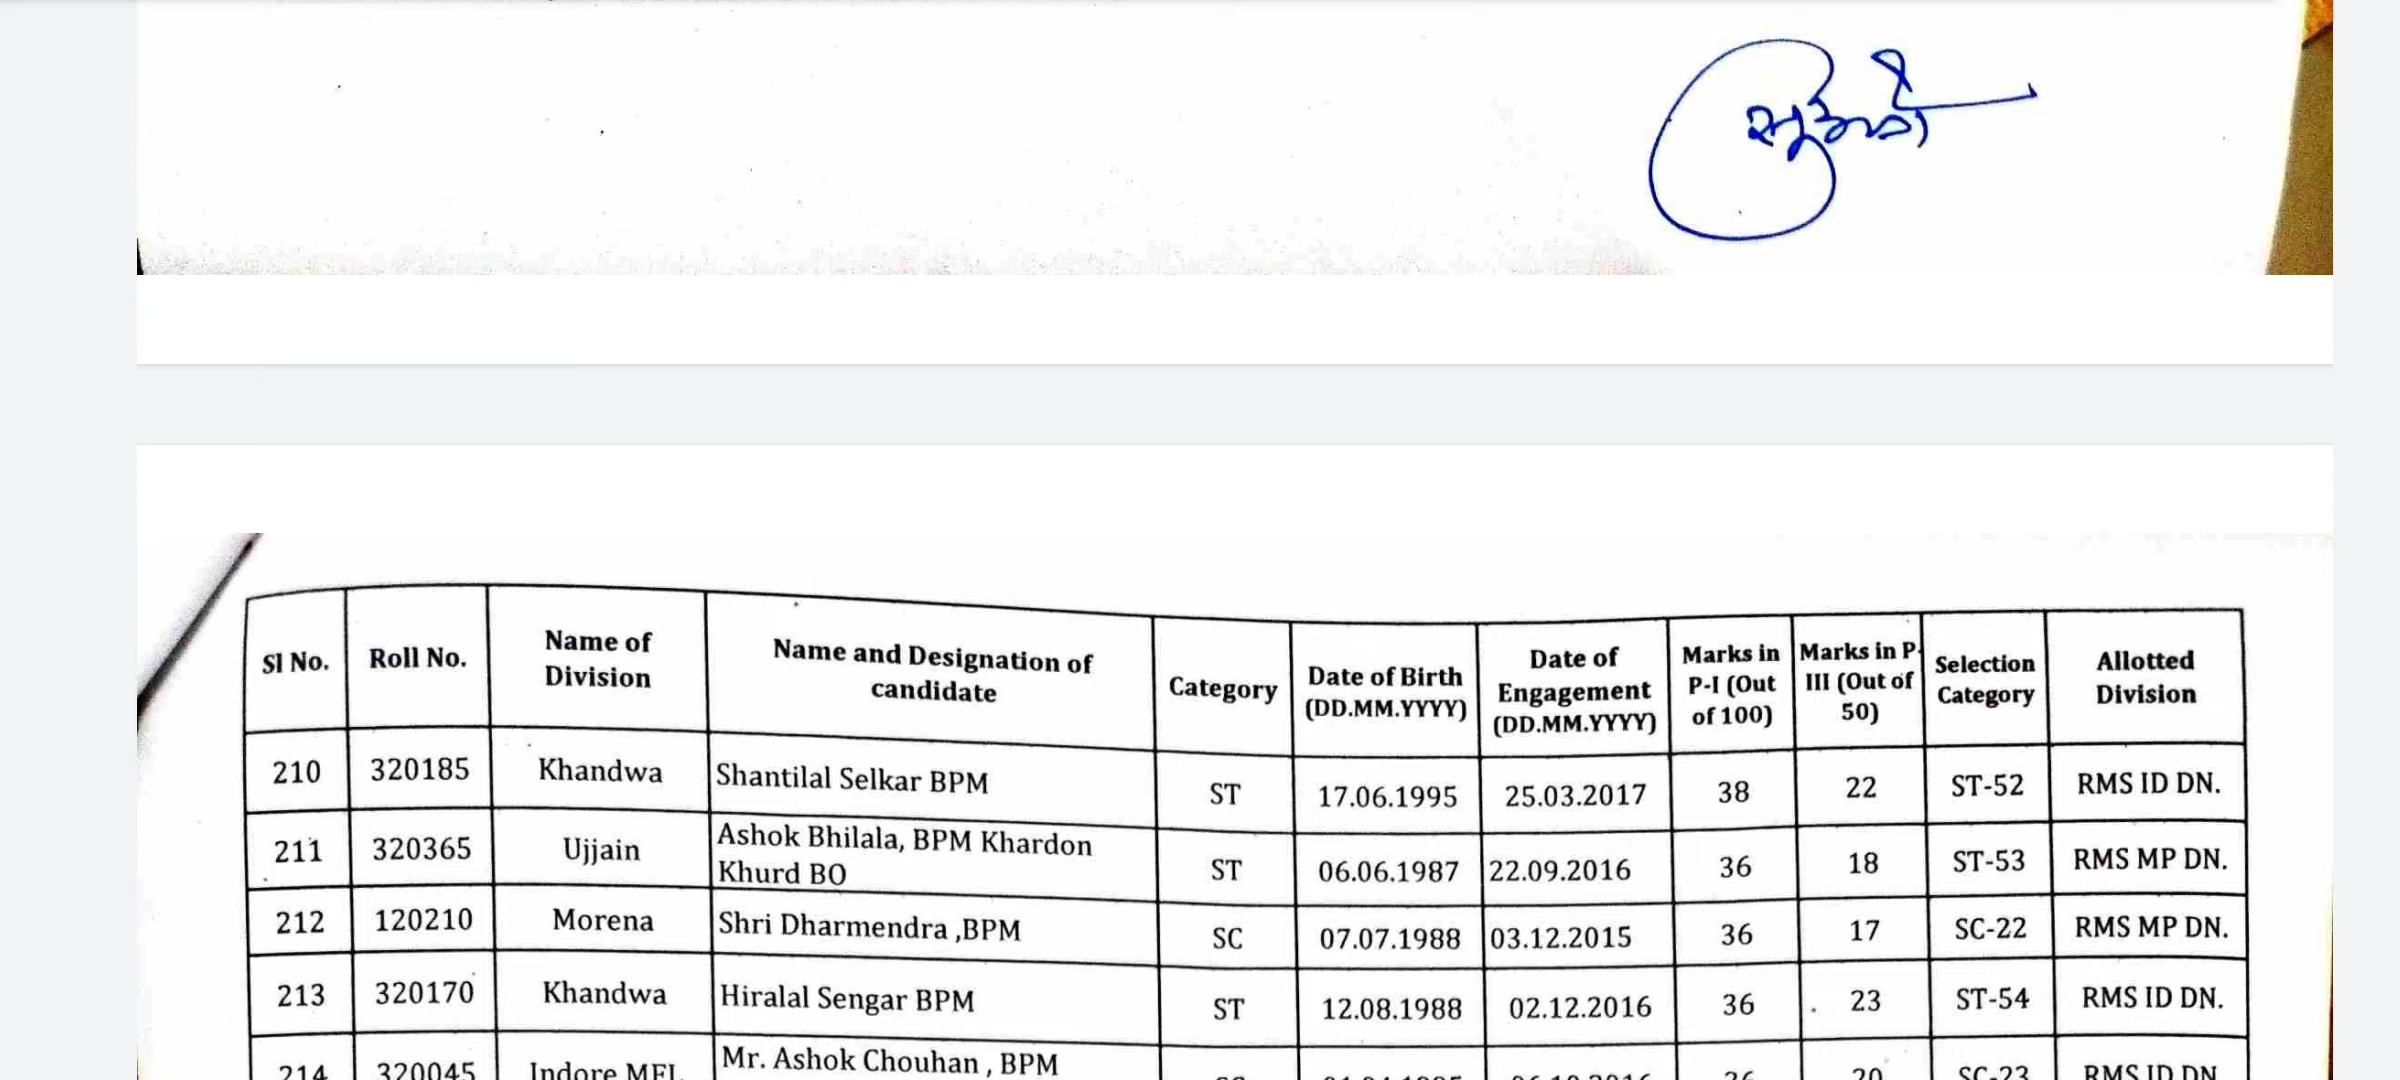 Sl No. Roll No. Name of Division Name and Designation of candidate Category Date of Birth (DD.MM.YYYY) Date of Engagement (DD.MM.YYYY) Marks in P-I (Out of 100) Marks in P-III (Out of 50) Selection Category Allotted Division
210 320185 Khandwa Shantilal Selkar BPM ST 17.06.1995 25.03.2017 38 22 ST-52 RMS ID DN.
211 320365 Ujjain Ashok Bhilala, BPM Khardon Khurd BO ST 06.06.1987 22.09.2016 36 18 ST-53 RMS MP DN.
212 120210 Morena Shri Dharmendra ,BPM SC 07.07.1988 03.12.2015 36 17 SC-22 RMS MP DN.
213 320170 Khandwa Hiralal Sengar BPM ST 12.08.1988 02.12.2016 36 23 ST-54 RMS ID DN.
214 320045 Indore Mr. Ashok Chouhan , BPM SC-23 RMS ID DN